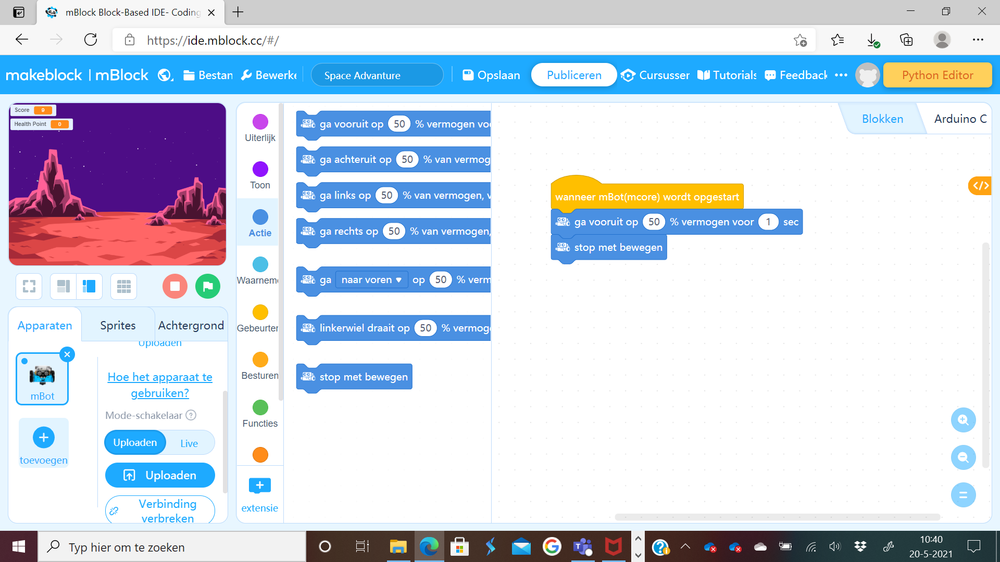 mBlock Block-Based IDE- Coding
https://ide.mblock.cc/#/
makeblock | mBlock
Bestan
Bewerke
Space Advanture
Opslaan
Publiceren
Cursusser
Tutorials
Feedback
Python Editor
Score 9
Health Point 0
Apparaten
Sprites
Achtergrond
Uploaden
mBot
toevoegen
Hoe het apparaat te
gebruiken?
Mode-schakelaar ?
Uploaden
Live
Uploaden
Verbinding
verbreken
Uiterlijk
Toon
Actie
Waarneme
Gebeurten
Besturen
Functies
extensie
ga vooruit op 50 % vermogen voo
ga achteruit op 50 % van vermog
ga links op 50 % van vermogen, v
ga rechts op 50 % van vermogen,
ga naar voren op 50 % verm
linkerwiel draait op 50 % vermoge
stop met bewegen
Blokken
Arduino C
wanneer mBot(mcore) wordt opgestart
ga vooruit op 50 % vermogen voor 1 sec
stop met bewegen
Typ hier om te zoeken
10:40
20-5-2021